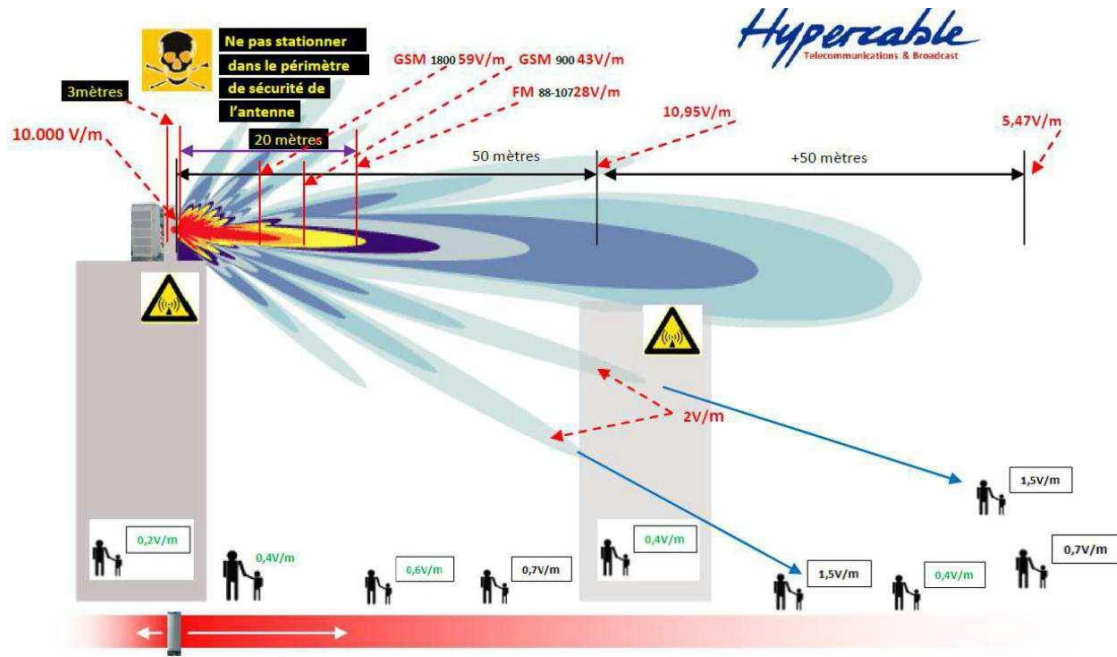 Ne pas stationner
dans le périmètre
de sécurité de
l'antenne
Hypercable
Telecommunications & Broadcast
GSM 1800 59V/m
GSM 900 43V/m
FM 88-10728V/m
3mètres
10.000 V/m
20 mètres
10,95V/m
5,47V/m
50 mètres
+50 mètres
2V/m
1,5V/m
0,2V/m
0,4V/m
0,6V/m
0,7V/m
0,4V/m
1,5V/m
0,4V/m
0,7V/m